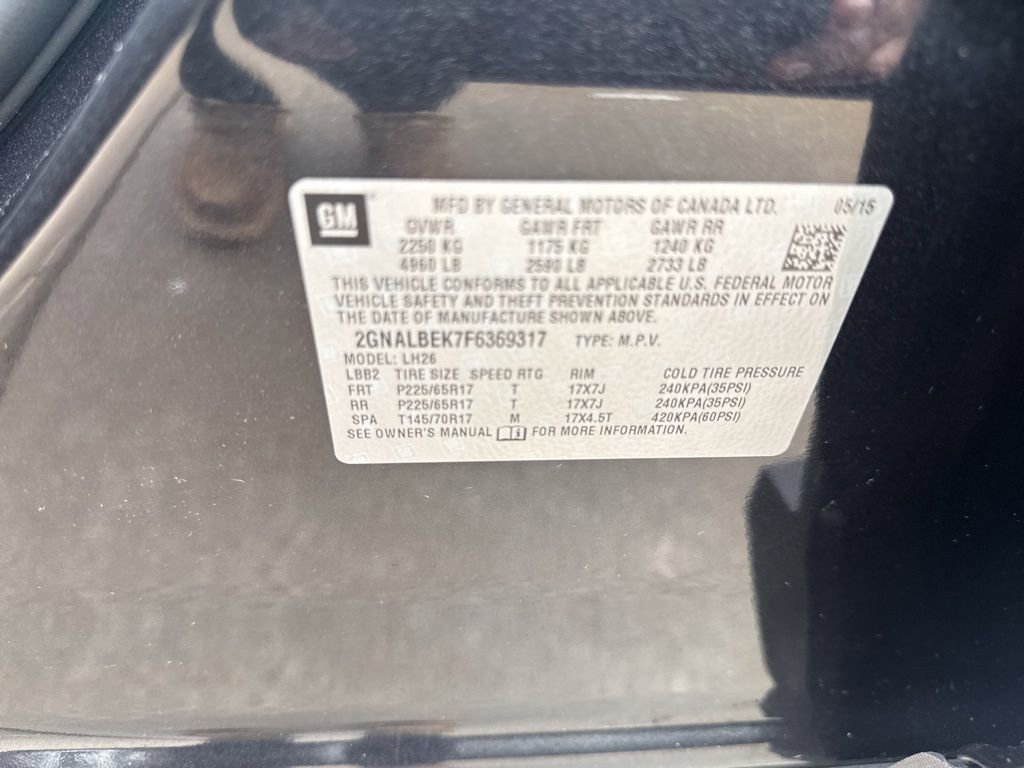 GM
MFD BY GENERAL MOTORS OF CANADA LTD. 05/15
GVWR GAWR FRT GAWR RR
2250 KG 1175 KG 1240 KG
4960 LB 2590 LB 2733 LB
THIS VEHICLE CONFORMS TO ALL APPLICABLE U.S. FEDERAL MOTOR
VEHICLE SAFETY AND THEFT PREVENTION STANDARDS IN EFFECT ON
THE DATE OF MANUFACTURE SHOWN ABOVE.
2GNALBEK7F6369317 TYPE: M.P.V.
MODEL: LH26
LBB2 TIRE SIZE SPEED RTG RIM COLD TIRE PRESSURE
FRT P225/65R17 T 17X7J 240KPA(35PSI)
RR P225/65R17 T 17X7J 240KPA(35PSI)
SPA T145/70R17 M 17X4.5T 420KPA(60PSI)
SEE OWNER'S MANUAL FOR MORE INFORMATION.